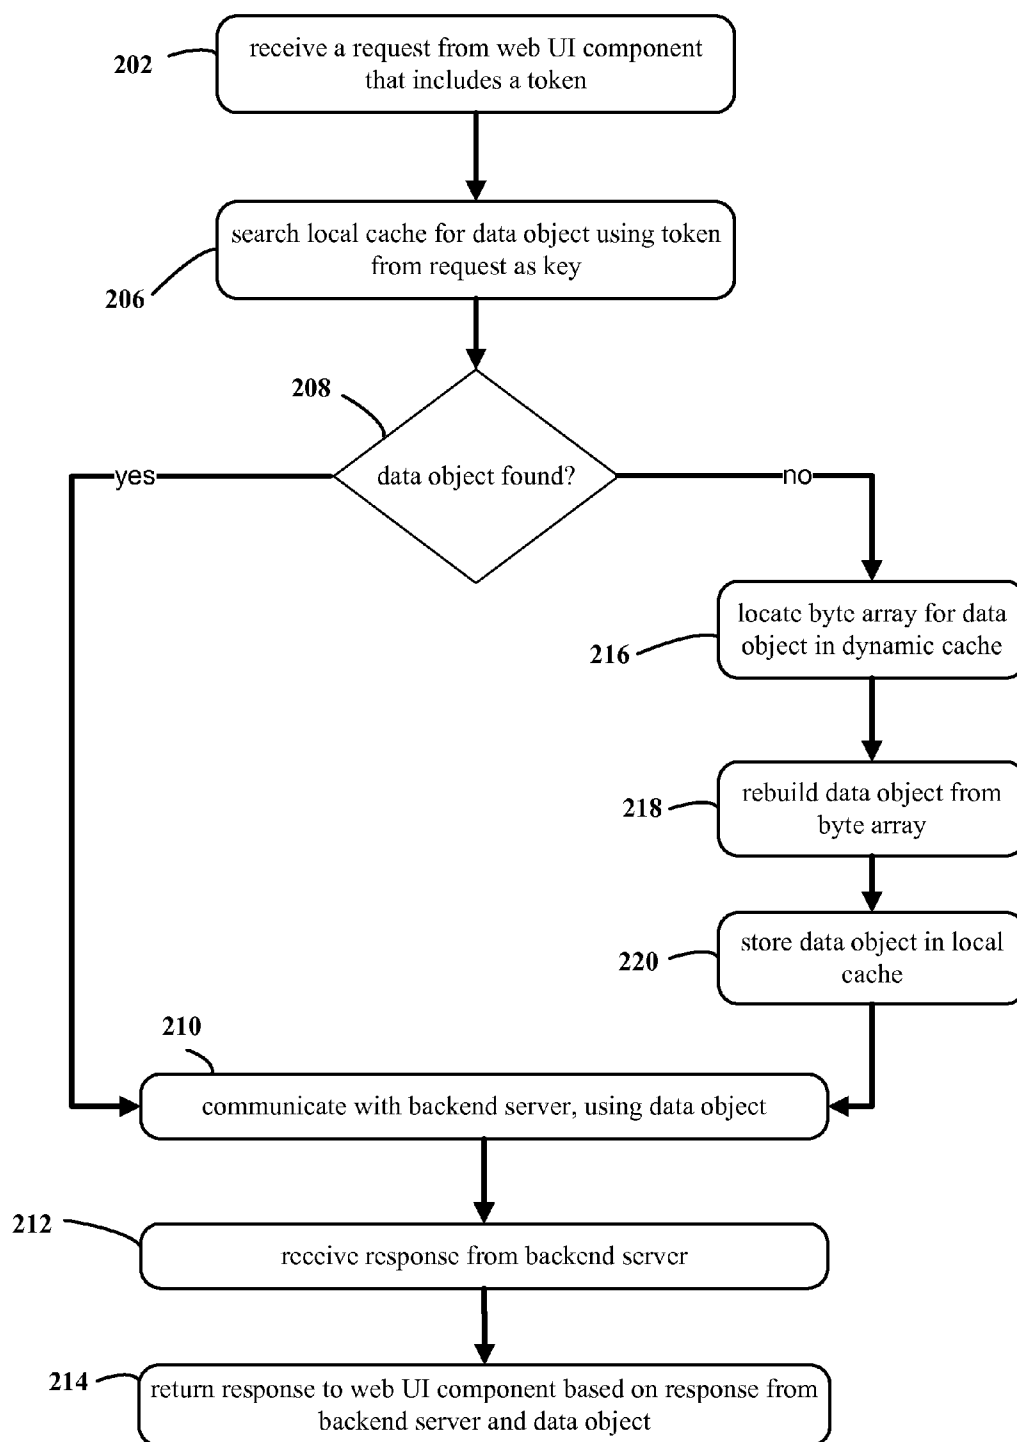 receive a request from web UI component
that includes a token
202
search local cache for data object using token
from request as key
206
208
data object found?
yes
no
locate byte array for data
object in dynamic cache
216
rebuild data object from
byte array
218
store data object in local
cache
220
210
communicate with backend server, using data object
212
receive response from backend server
214
return response to web UI component based on response from
backend server and data object